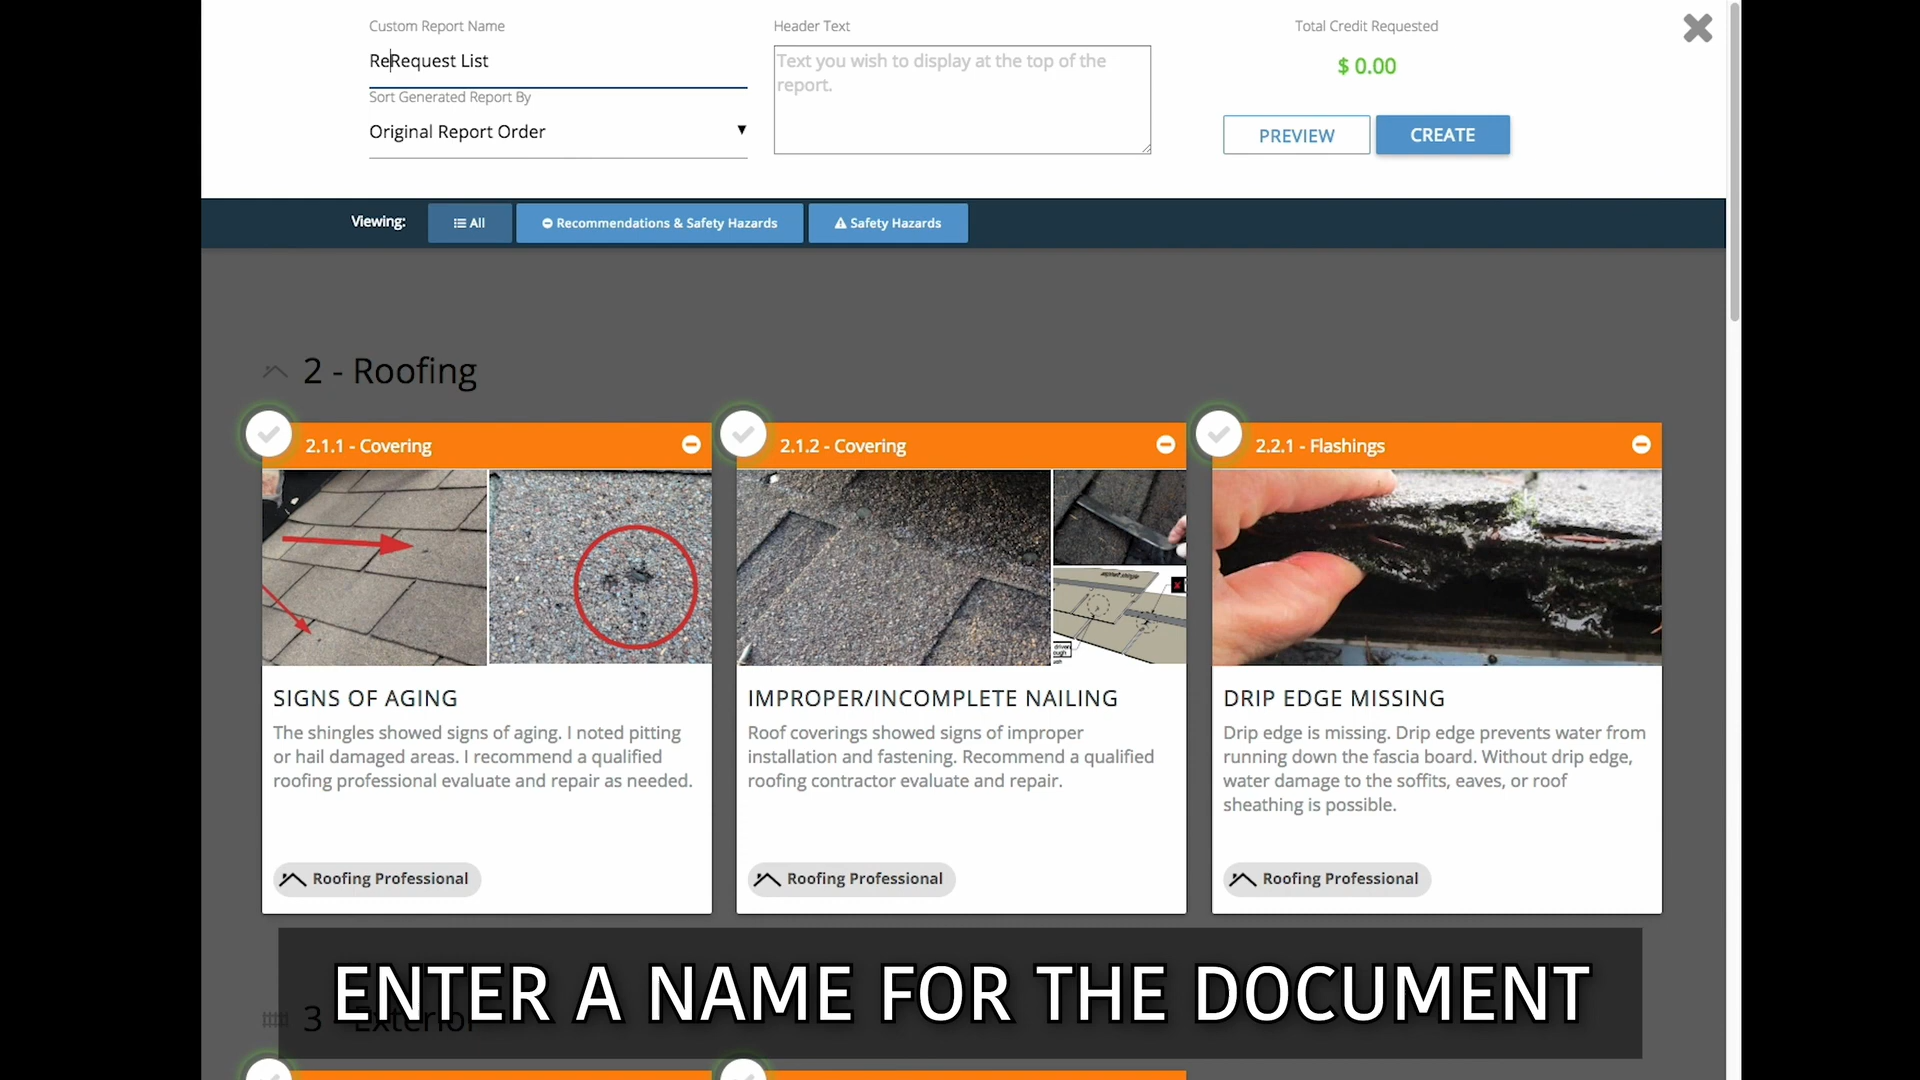 Custom Report Name
ReRequest List
Sort Generated Report By
Original Report Order
Header Text
Text you wish to display at the top of the
report.
Total Credit Requested
$ 0.00
PREVIEW
CREATE
Viewing:
All
Recommendations & Safety Hazards
Safety Hazards
2 - Roofing
2.1.1 - Covering
SIGNS OF AGING
The shingles showed signs of aging. I noted pitting
or hail damaged areas. I recommend a qualified
roofing professional evaluate and repair as needed.
Roofing Professional
2.1.2 - Covering
asphalt shingle
IMPROPER/INCOMPLETE NAILING
Roof coverings showed signs of improper
installation and fastening. Recommend a qualified
roofing contractor evaluate and repair.
Roofing Professional
2.2.1 - Flashings
DRIP EDGE MISSING
Drip edge is missing. Drip edge prevents water from
running down the fascia board. Without drip edge,
water damage to the soffits, eaves, or roof
sheathing is possible.
Roofing Professional
3 - Exterior
ENTER A NAME FOR THE DOCUMENT